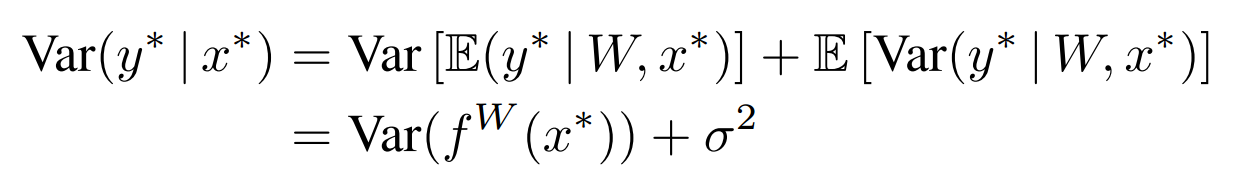 Var(y* | x*) = Var [𝔼(y* | W, x*)] + 𝔼 [Var(y* | W, x*)]
= Var(f^W(x*)) + σ²